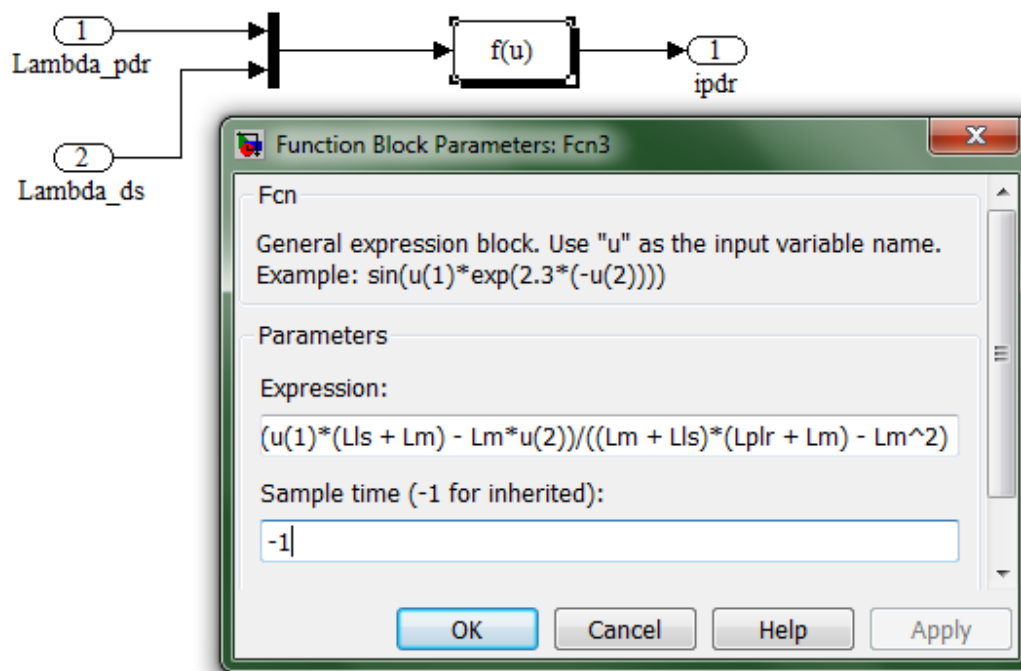 1
Lambda_pdr
f(u)
1
ipdr
2
Lambda_ds
Function Block Parameters: Fcn3
Fcn
General expression block. Use "u" as the input variable name.
Example: sin(u(1)*exp(2.3*(-u(2))))
Parameters
Expression:
(u(1)*(Lls + Lm) - Lm*u(2))/((Lm + Lls)*(Lplr + Lm) - Lm^2)
Sample time (-1 for inherited):
-1
OK Cancel Help Apply